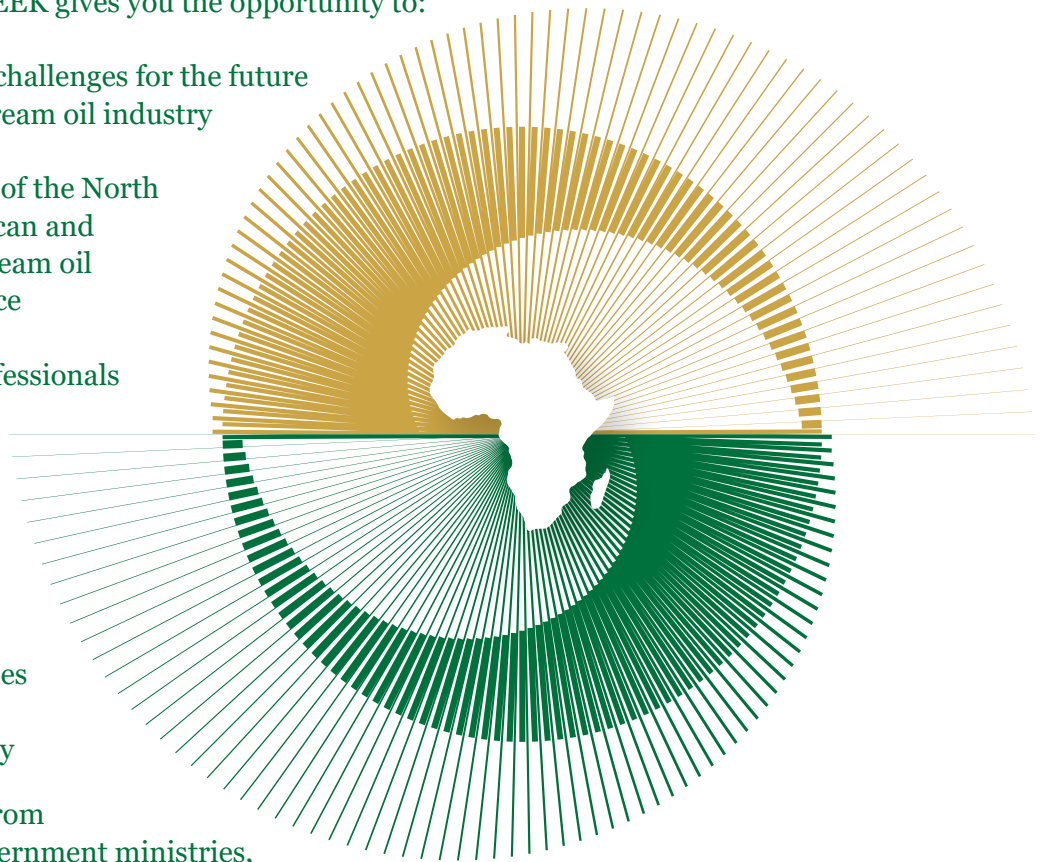 EEK gives you the opportunity to:
challenges for the future
ream oil industry
of the North
can and
eam oil
ce
fessionals
es
y
rom
ernment ministries,